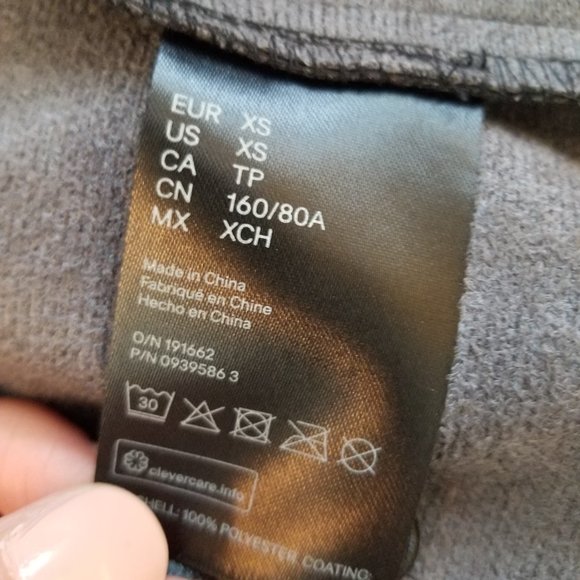 EUR XS
US XS
CA TP
CN 160/80A
MX XCH
Made in China
Fabriqué en Chine
Hecho en China
O/N 191662
P/N 0939586 3
30
clevercare.info
SHELL: 100% POLYESTER, COATING: